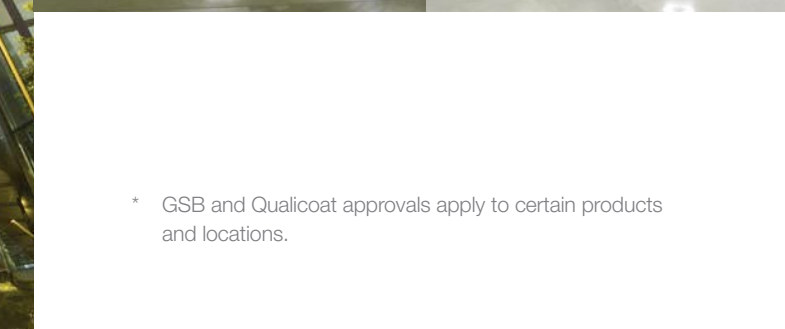 * GSB and Qualicoat approvals apply to certain products
and locations.